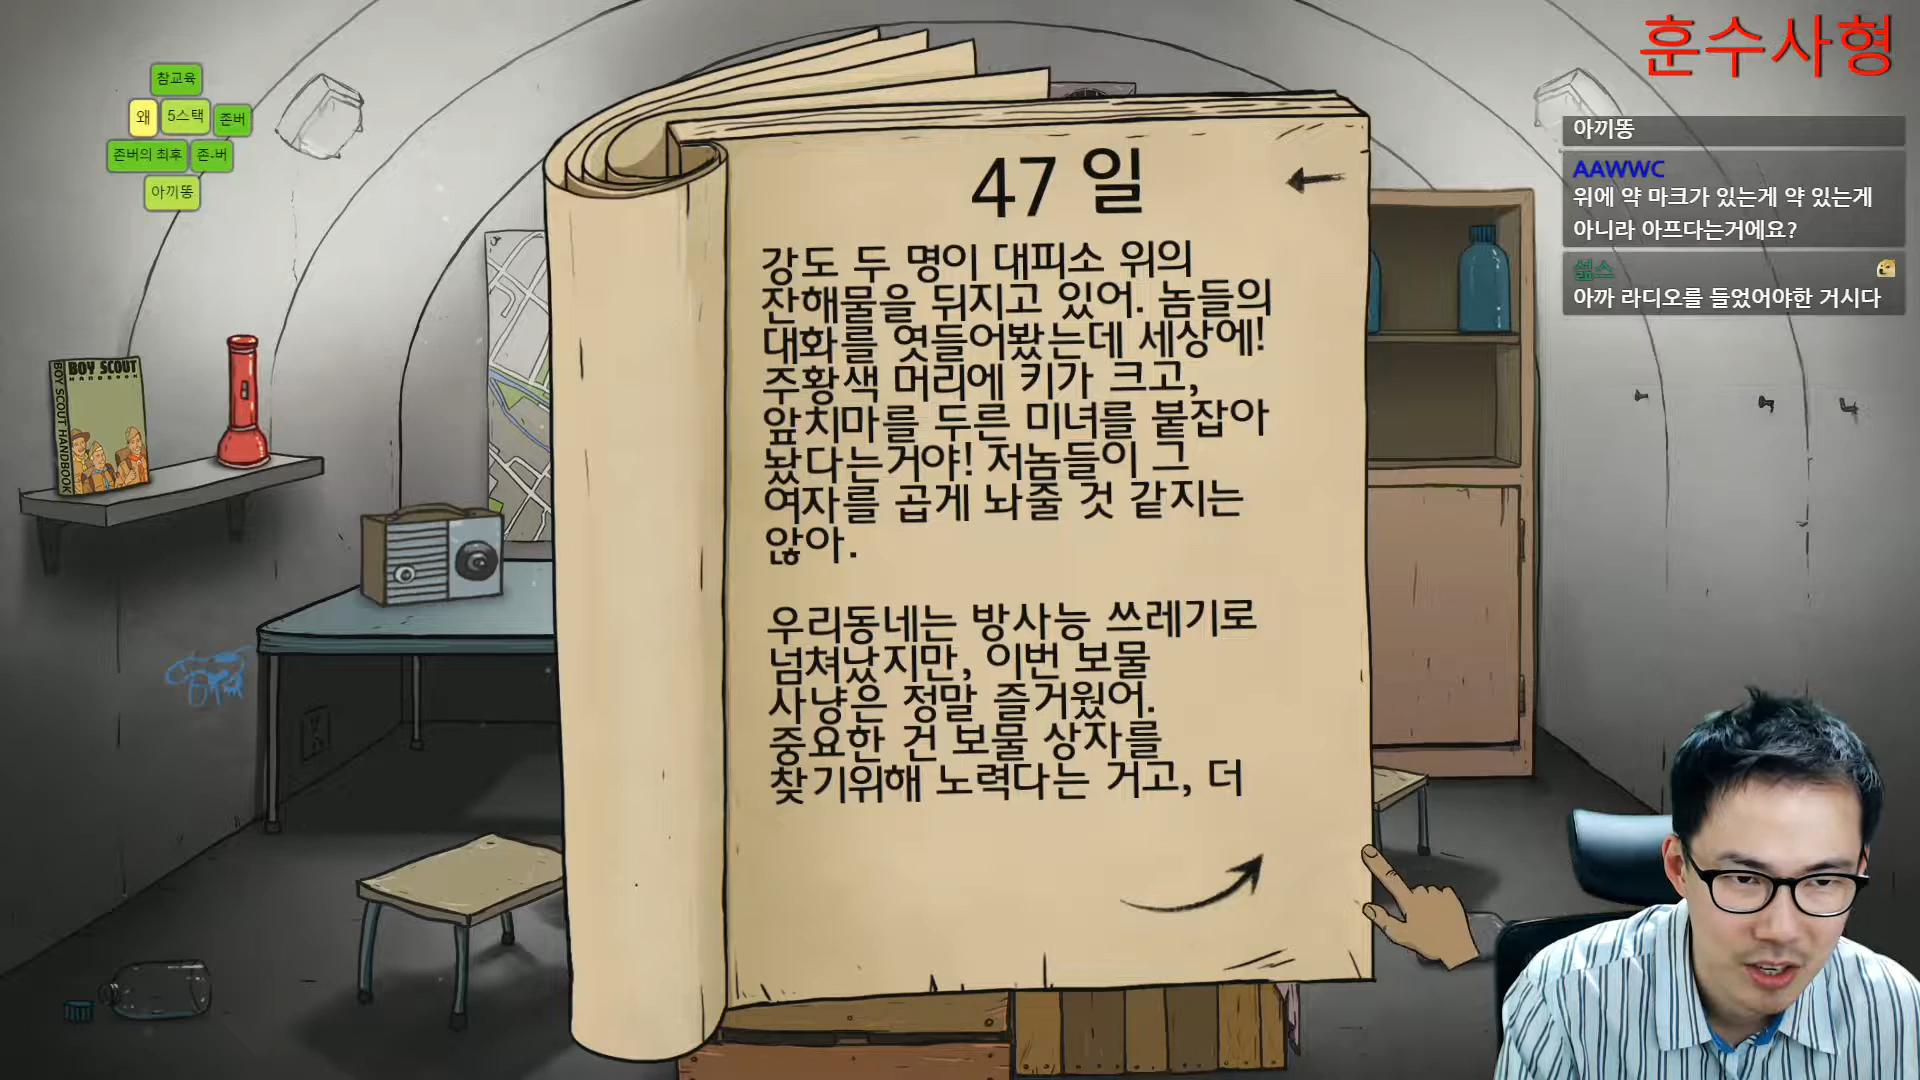 훈수사형
참교육
왜
5스택
존버
존버의 최후
존.버
아끼똥
아끼똥
AAWWC
위에 약 마크가 있는게 약 있는게
아니라 아프다는거에요?
섧스
아까 라디오를 들었어야한 거시다
BOY SCOUT
HANDBOOK
BOY SCOUT HANDBOOK
47 일
강도 두 명이 대피소 위의
잔해물을 뒤지고 있어. 놈들의
대화를 엿들어봤는데 세상에!
주황색 머리에 키가 크고,
앞치마를 두른 미녀를 붙잡아
놨다는거야! 저놈들이 그
여자를 곱게 놔줄 것 같지는
않아.
우리동네는 방사능 쓰레기로
넘쳐났지만, 이번 보물
사냥은 정말 즐거웠어.
중요한 건 보물 상자를
찾기위해 노력다는 거고, 더